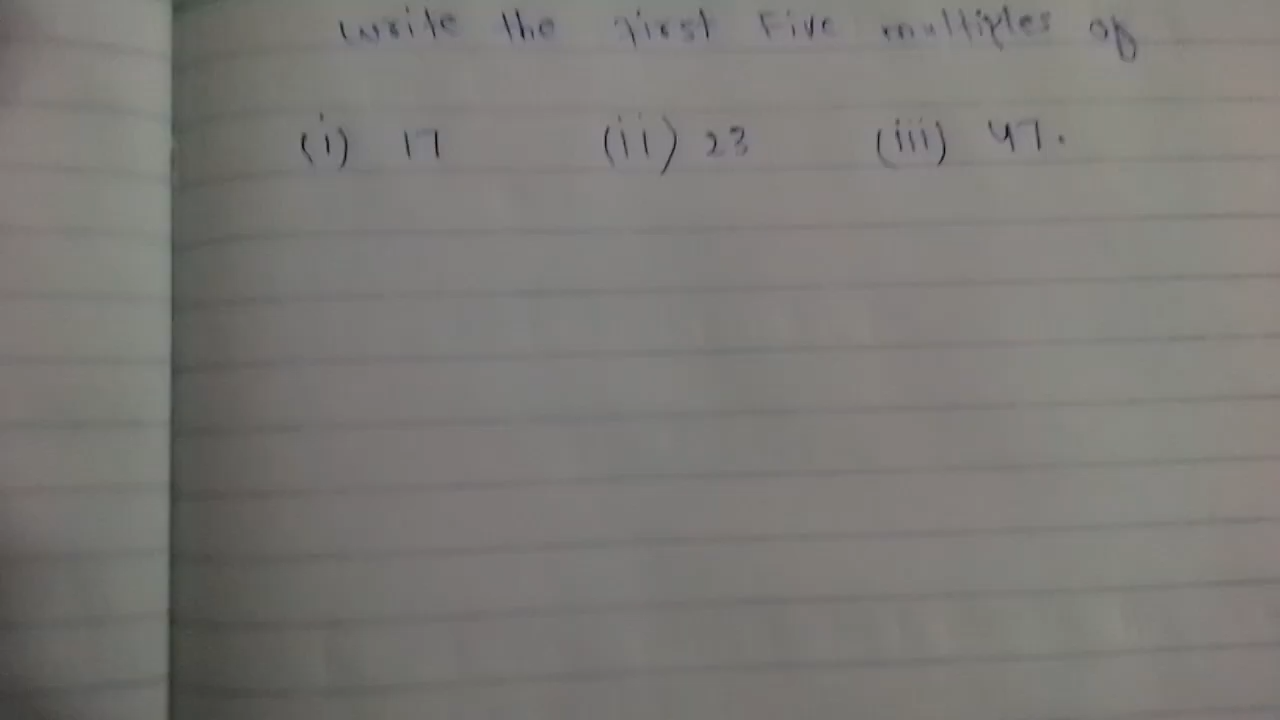 Write the first Five multiples of
(i) 17 (ii) 23 (iii) 47.